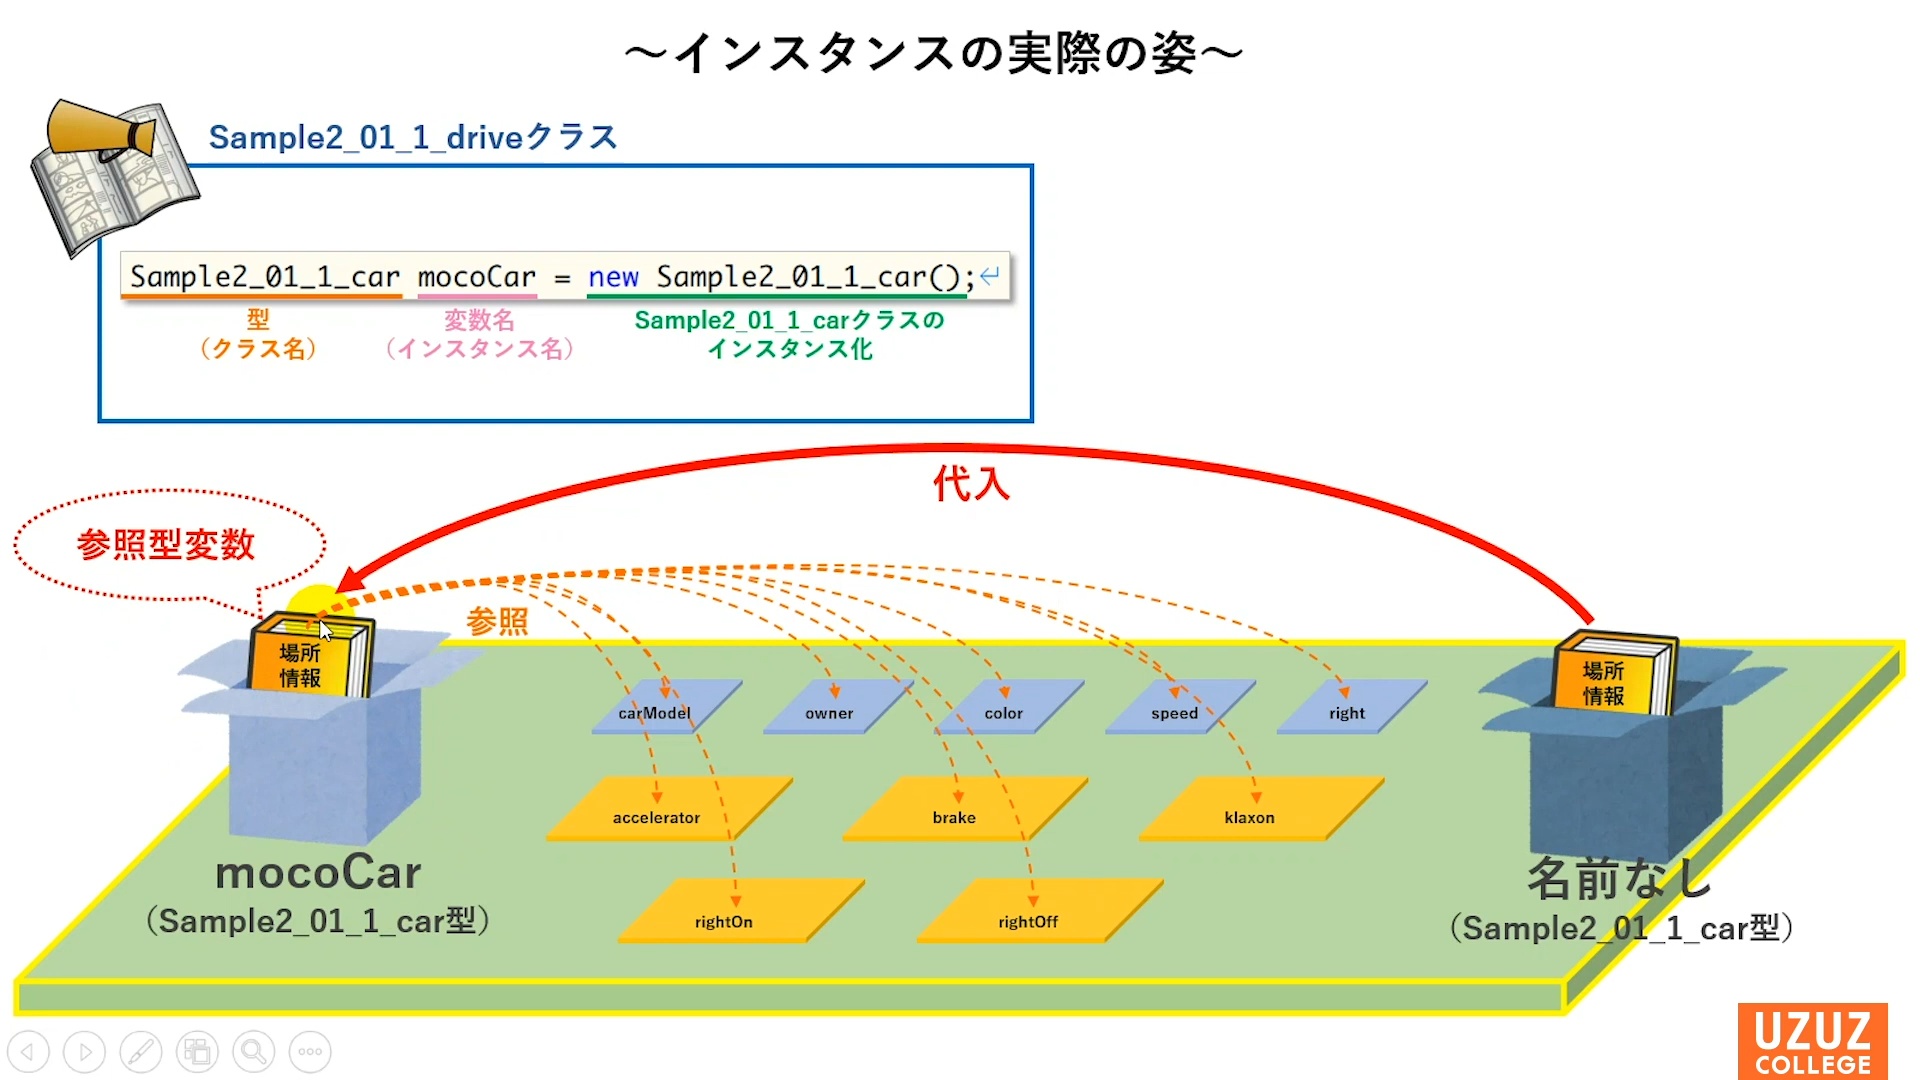 ～インスタンスの実際の姿～
Sample2_01_1_driveクラス
Sample2_01_1_car mocoCar = new Sample2_01_1_car();↵
型
（クラス名）
変数名
（インスタンス名）
Sample2_01_1_carクラスの
インスタンス化
代入
参照型変数
参照
場所
情報
場所
情報
carModel
owner
color
speed
right
accelerator
brake
klaxon
rightOn
rightOff
mocoCar
（Sample2_01_1_car型）
名前なし
（Sample2_01_1_car型）
UZUZ
COLLEGE